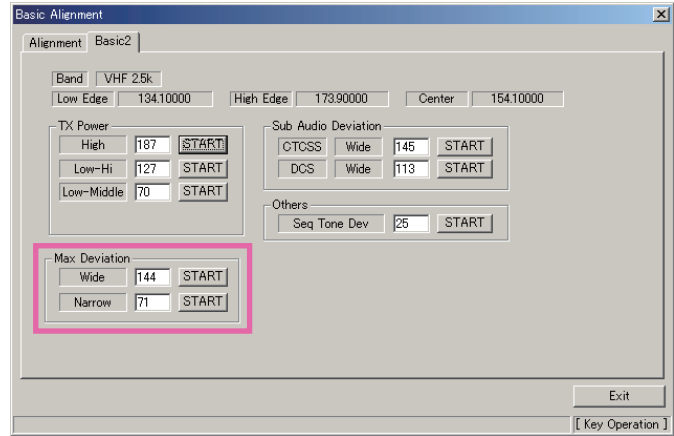 Basic Alignment
Alignment Basic2
Band VHF 2.5k
Low Edge 134.10000 High Edge 173.90000 Center 154.10000
TX Power
High 187 START
Low-Hi 127 START
Low-Middle 70 START
Sub Audio Deviation
CTCSS Wide 145 START
DCS Wide 113 START
Others
Seq Tone Dev 25 START
Max Deviation
Wide 144 START
Narrow 71 START
Exit
[ Key Operation ]